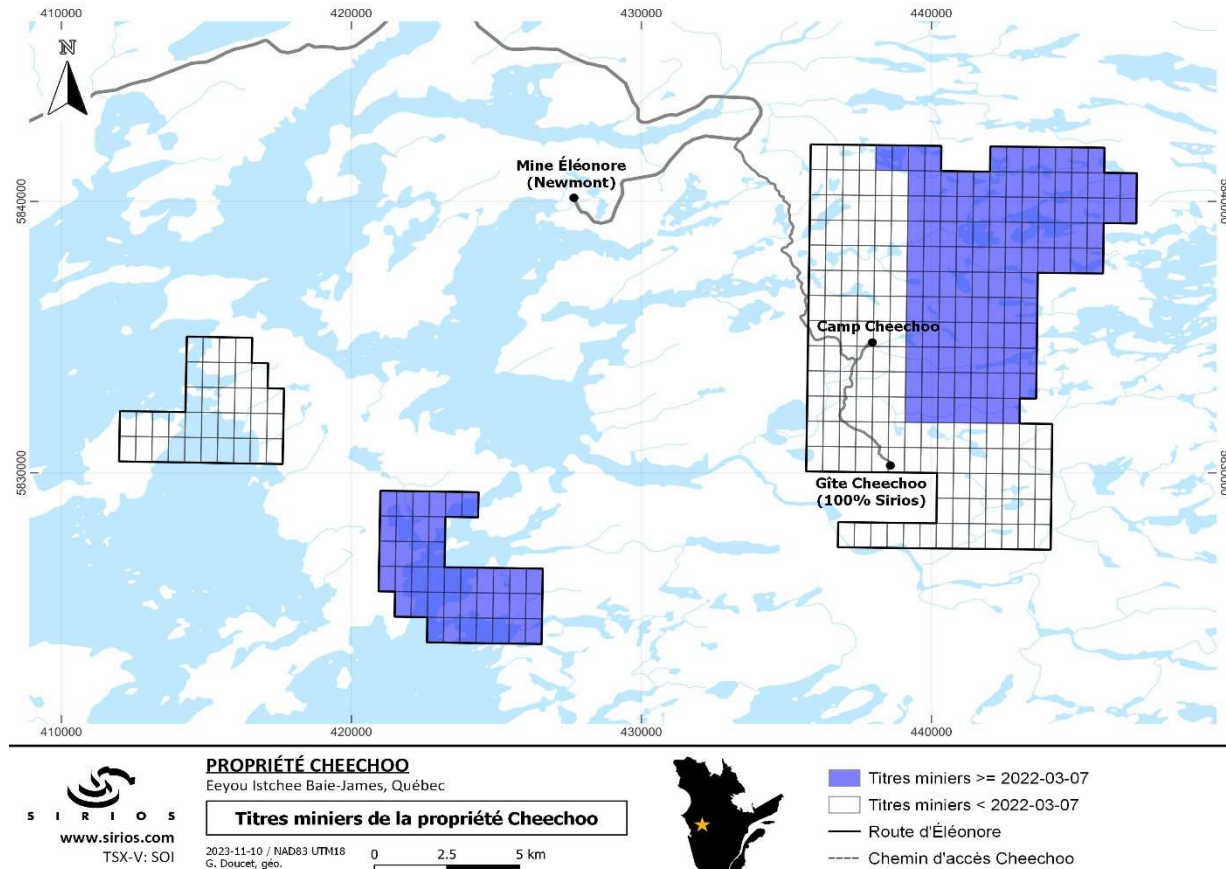 410000 420000 430000 440000
N
Mine Éléonore
(Newmont)
5840000 5840000
Camp Cheechoo
5830000 5830000
Gîte Cheechoo
(100% Sirios)
410000 420000 430000 440000
SIRIOS
www.sirios.com
TSX-V: SOI
PROPRIÉTÉ CHEECHOO
Eeyou Istchee Baie-James, Québec
Titres miniers de la propriété Cheechoo
2023-11-10 / NAD83 UTM18
G. Doucet, géo.
0 2.5 5 km
Titres miniers >= 2022-03-07
Titres miniers < 2022-03-07
Route d'Éléonore
Chemin d'accès Cheechoo